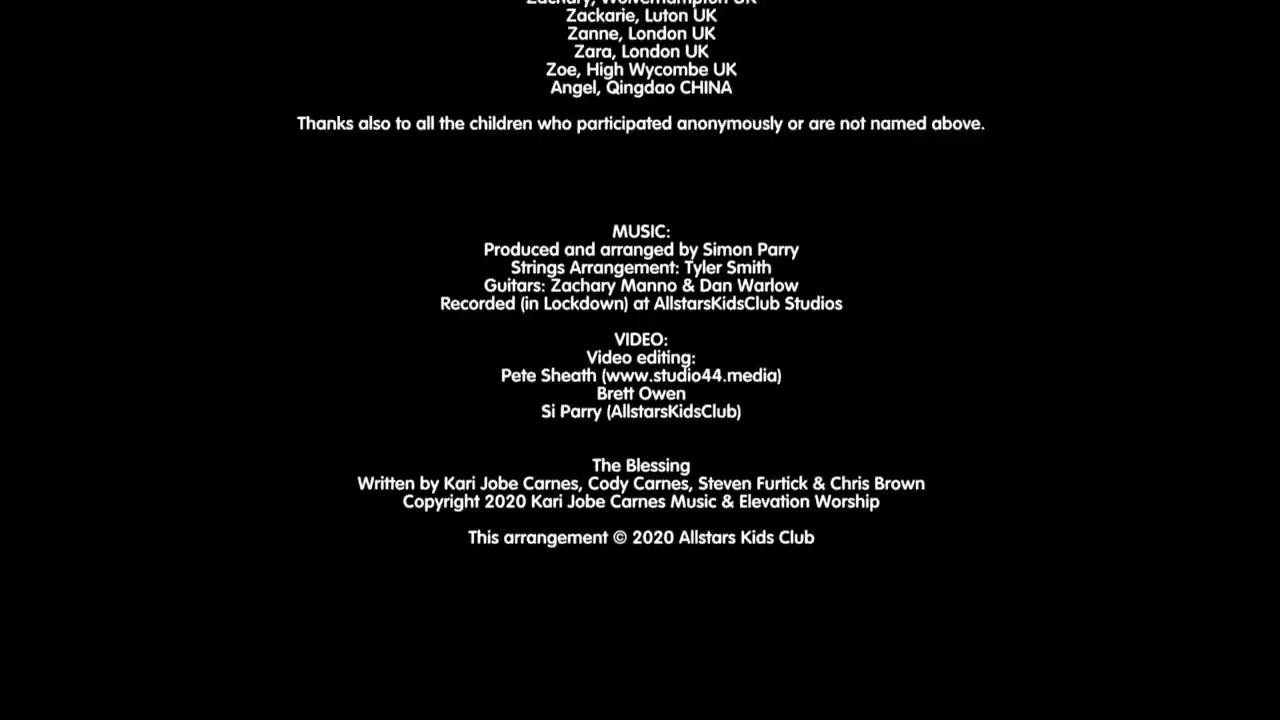 Zachary, Wolverhampton UK
Zackarie, Luton UK
Zanne, London UK
Zara, London UK
Zoe, High Wycombe UK
Angel, Qingdao CHINA
Thanks also to all the children who participated anonymously or are not named above.
MUSIC:
Produced and arranged by Simon Parry
Strings Arrangement: Tyler Smith
Guitars: Zachary Manno & Dan Warlow
Recorded (in Lockdown) at AllstarsKidsClub Studios
VIDEO:
Video editing:
Pete Sheath (www.studio44.media)
Brett Owen
Si Parry (AllstarsKidsClub)
The Blessing
Written by Kari Jobe Carnes, Cody Carnes, Steven Furtick & Chris Brown
Copyright 2020 Kari Jobe Carnes Music & Elevation Worship
This arrangement © 2020 Allstars Kids Club